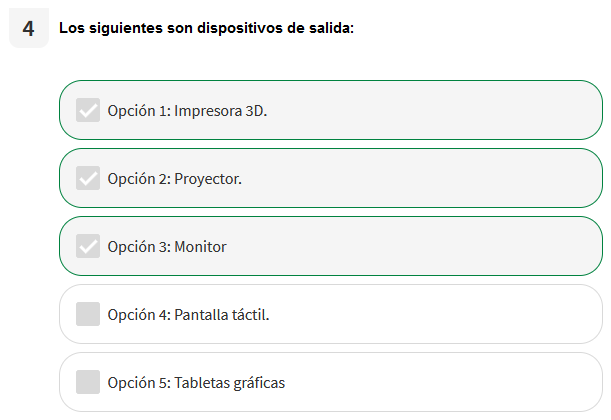 4
Los siguientes son dispositivos de salida:
Opción 1: Impresora 3D.
Opción 2: Proyector.
Opción 3: Monitor
Opción 4: Pantalla táctil.
Opción 5: Tabletas gráficas